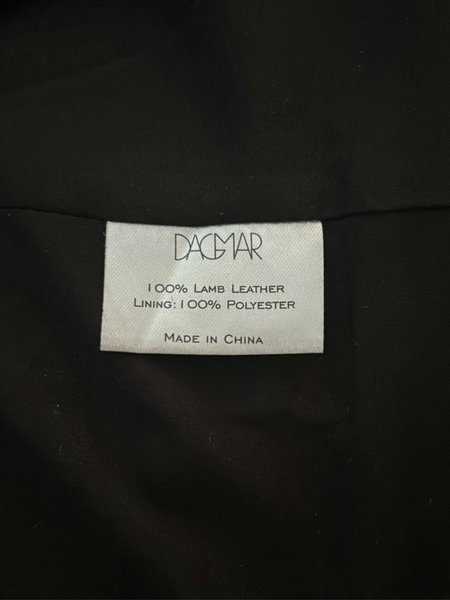 DAGMAR
100% LAMB LEATHER
LINING: 100% POLYESTER
MADE IN CHINA